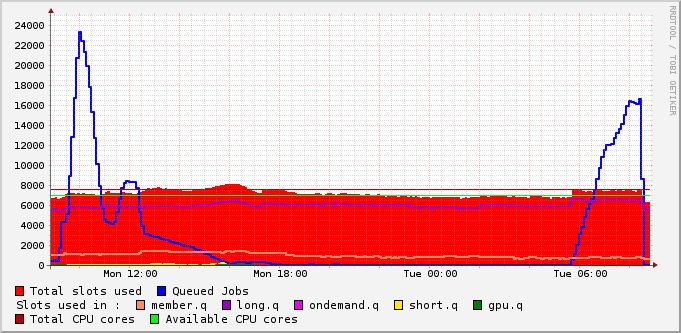 24000
22000
20000
18000
16000
14000
12000
10000
8000
6000
4000
2000
0
Mon 12:00 Mon 18:00 Tue 00:00 Tue 06:00
RRDTOOL / TOBI OETIKER
Total slots used Queued Jobs
Slots used in : member.q long.q ondemand.q short.q gpu.q
Total CPU cores Available CPU cores